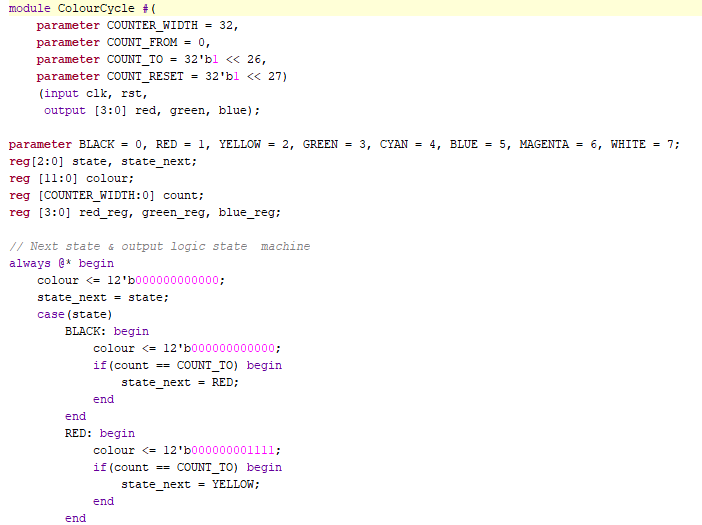 module ColourCycle #(
    parameter COUNTER_WIDTH = 32,
    parameter COUNT_FROM = 0,
    parameter COUNT_TO = 32'b1 << 26,
    parameter COUNT_RESET = 32'b1 << 27)
    (input clk, rst,
     output [3:0] red, green, blue);

parameter BLACK = 0, RED = 1, YELLOW = 2, GREEN = 3, CYAN = 4, BLUE = 5, MAGENTA = 6, WHITE = 7;
reg[2:0] state, state_next;
reg [11:0] colour;
reg [COUNTER_WIDTH:0] count;
reg [3:0] red_reg, green_reg, blue_reg;

// Next state & output logic state  machine
always @* begin
    colour <= 12'b000000000000;
    state_next = state;
    case(state)
        BLACK: begin
            colour <= 12'b000000000000;
            if(count == COUNT_TO) begin
                state_next = RED;
            end
        end
        RED: begin
            colour <= 12'b000000001111;
            if(count == COUNT_TO) begin
                state_next = YELLOW;
            end
        end